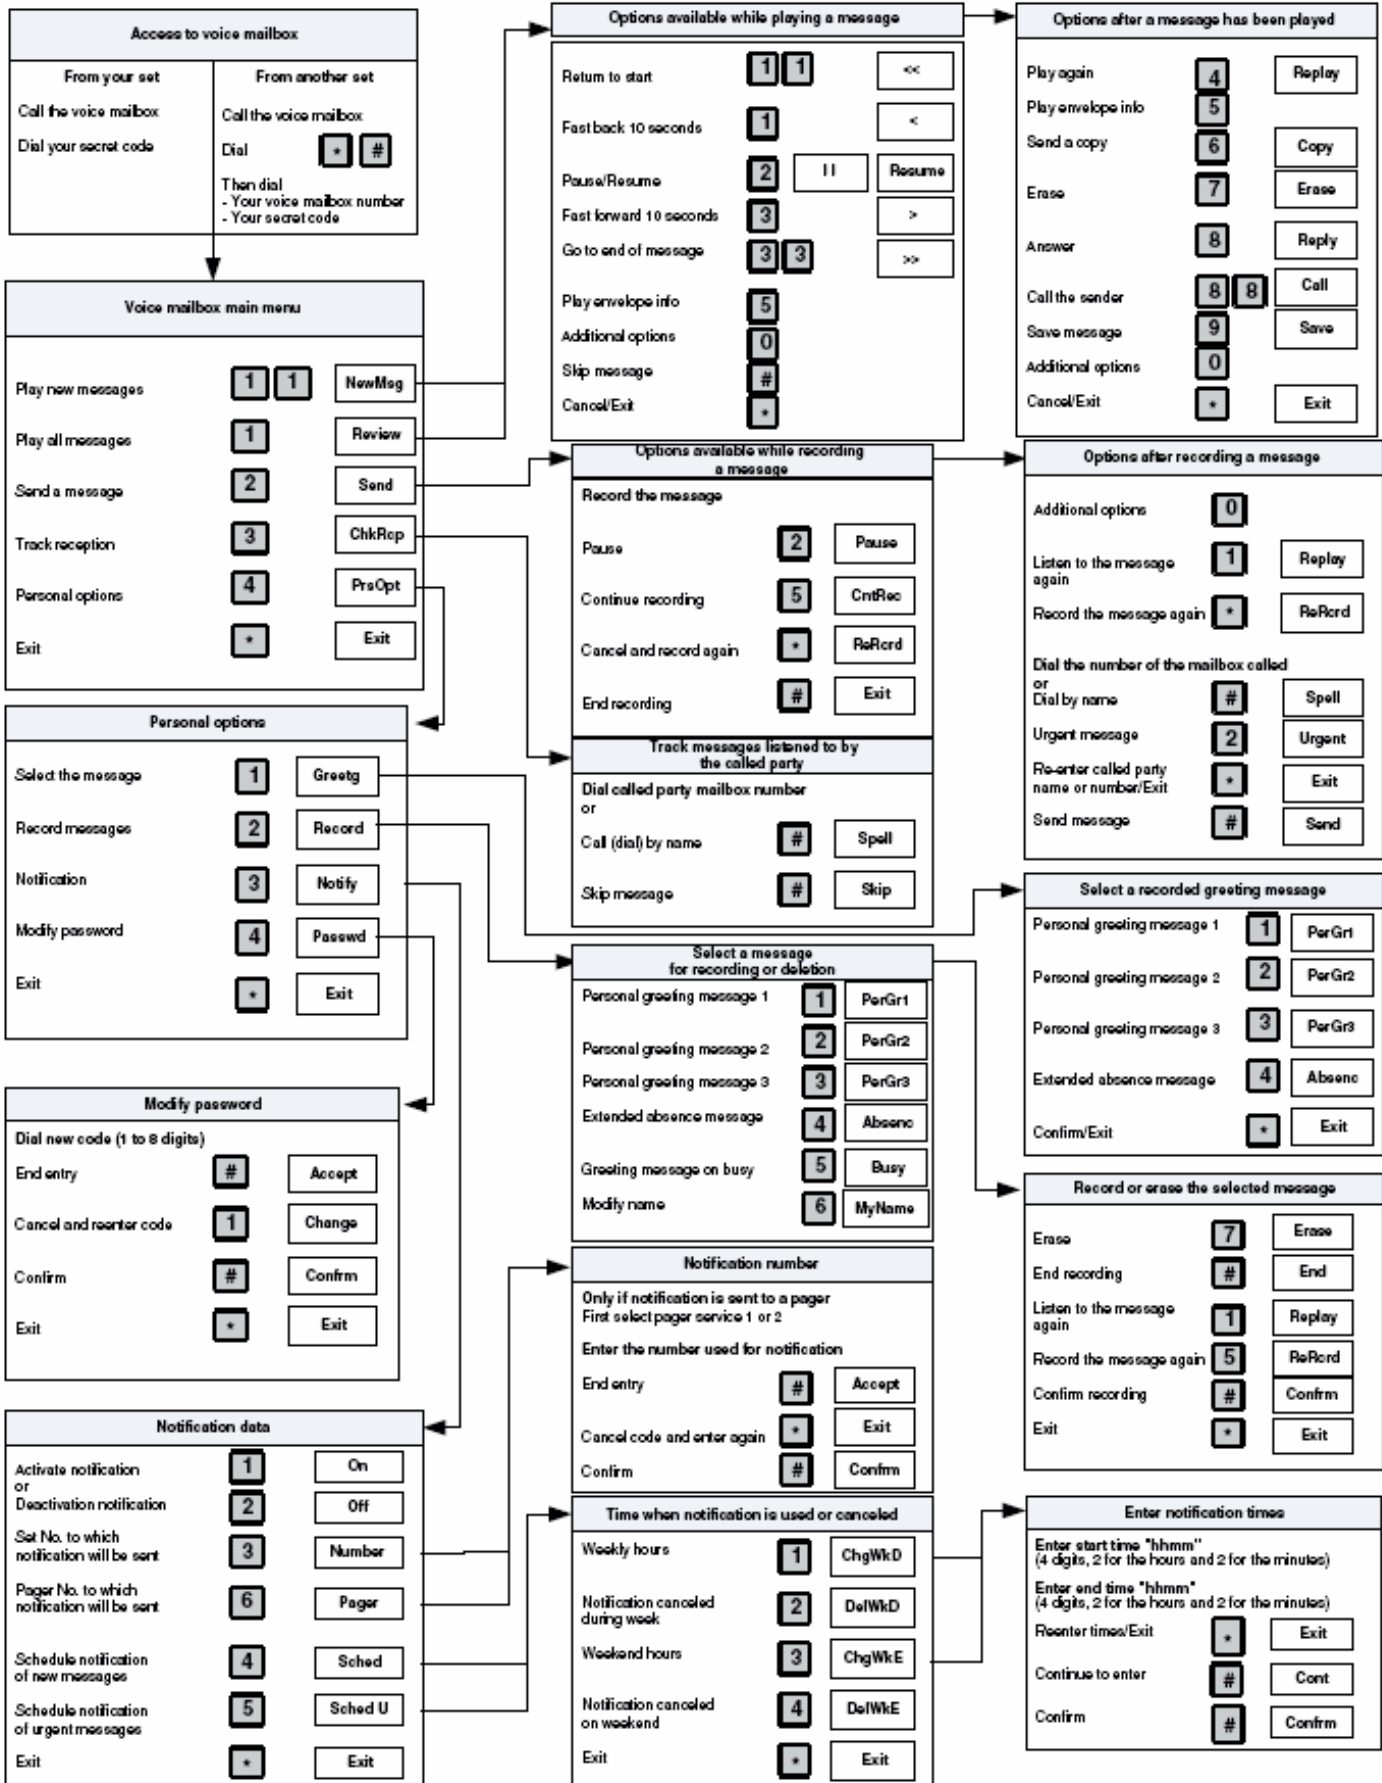 Access to voice mailbox
From your set
Call the voice mailbox
Dial your secret code
From another set
Call the voice mailbox
Dial * #
Then dial
- Your voice mailbox number
- Your secret code
Voice mailbox main menu
Play new messages 1 1 NewMsg
Play all messages 1 Review
Send a message 2 Send
Track reception 3 ChkRcp
Personal options 4 PrsOpt
Exit * Exit
Personal options
Select the message 1 Greetg
Record messages 2 Record
Notification 3 Notify
Modify password 4 Passwd
Exit * Exit
Modify password
Dial new code (1 to 8 digits)
End entry # Accept
Cancel and reenter code 1 Change
Confirm # Confrm
Exit * Exit
Notification data
Activate notification 1 On
or
Deactivation notification 2 Off
Set No. to which
notification will be sent 3 Number
Pager No. to which
notification will be sent 6 Pager
Schedule notification
of new messages 4 Sched
Schedule notification
of urgent messages 5 Sched U
Exit * Exit
Options available while playing a message
Return to start 1 1 <<
Fast back 10 seconds 1 <
Pause/Resume 2 II Resume
Fast forward 10 seconds 3 >
Go to end of message 3 3 >>
Play envelope info 5
Additional options 0
Skip message #
Cancel/Exit *
Options available while recording
a message
Record the message
Pause 2 Pause
Continue recording 5 CntRec
Cancel and record again * ReRcrd
End recording # Exit
Track messages listened to by
the called party
Dial called party mailbox number
or
Call (dial) by name # Spell
Skip message # Skip
Select a message
for recording or deletion
Personal greeting message 1 1 PerGr1
Personal greeting message 2 2 PerGr2
Personal greeting message 3 3 PerGr3
Extended absence message 4 Absenc
Greeting message on busy 5 Busy
Modify name 6 MyName
Notification number
Only if notification is sent to a pager
First select pager service 1 or 2
Enter the number used for notification
End entry # Accept
Cancel code and enter again * Exit
Confirm # Confrm
Time when notification is used or canceled
Weekly hours 1 ChgWkD
Notification canceled
during week 2 DelWkD
Weekend hours 3 ChgWkE
Notification canceled
on weekend 4 DelWkE
Exit * Exit
Options after a message has been played
Play again 4 Replay
Play envelope info 5
Send a copy 6 Copy
Erase 7 Erase
Answer 8 Reply
Call the sender 8 8 Call
Save message 9 Save
Additional options 0
Cancel/Exit * Exit
Options after recording a message
Additional options 0
Listen to the message
again 1 Replay
Record the message again * ReRcrd
Dial the number of the mailbox called
or
Dial by name # Spell
Urgent message 2 Urgent
Re-enter called party
name or number/Exit * Exit
Send message # Send
Select a recorded greeting message
Personal greeting message 1 1 PerGr1
Personal greeting message 2 2 PerGr2
Personal greeting message 3 3 PerGr3
Extended absence message 4 Absenc
Confirm/Exit * Exit
Record or erase the selected message
Erase 7 Erase
End recording # End
Listen to the message
again 1 Replay
Record the message again 5 ReRcrd
Confirm recording # Confrm
Exit * Exit
Enter notification times
Enter start time "hhmm"
(4 digits, 2 for the hours and 2 for the minutes)
Enter end time "hhmm"
(4 digits, 2 for the hours and 2 for the minutes)
Reenter times/Exit * Exit
Continue to enter # Cont
Confirm # Confrm